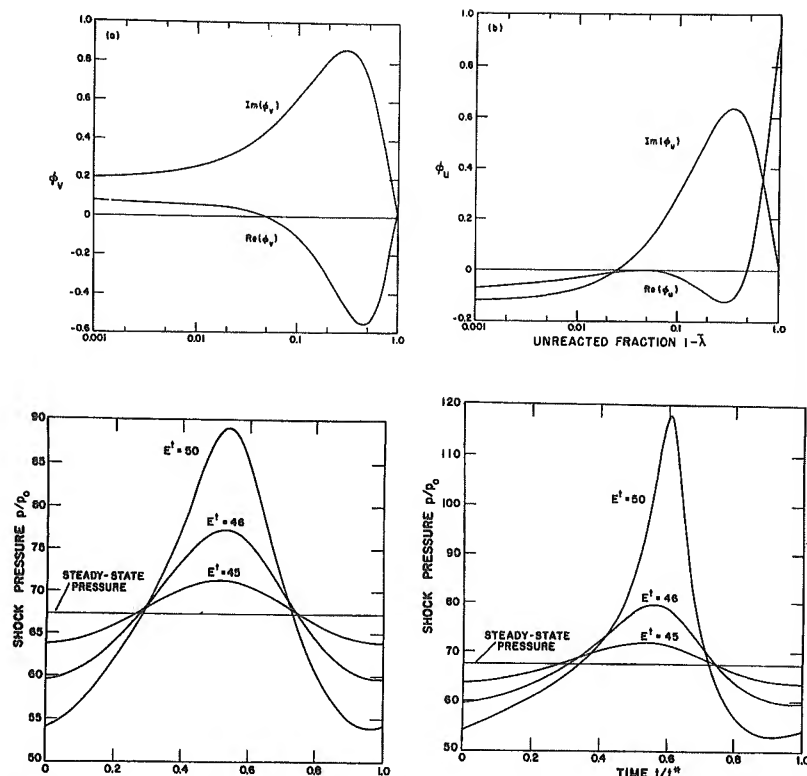 (a)
1.0
0.8
0.6
0.4
0.2
0
-0.2
-0.4
-0.6
ϕv
Im(ϕv)
Re(ϕv)
0.001
0.01
0.1
1.0
(b)
1.0
0.8
0.6
0.4
0.2
0
-0.2
ϕu
Im(ϕu)
Re(ϕu)
0.001
0.01
0.1
1.0
UNREACTED FRACTION 1-λ̄
90
85
80
75
70
65
60
55
50
SHOCK PRESSURE p/p₀
E† = 50
E† = 46
E† = 45
STEADY-STATE
PRESSURE
0
0.2
0.4
0.6
0.8
1.0
120
110
100
90
80
70
60
50
SHOCK PRESSURE p/p₀
E† = 50
E† = 46
E† = 45
STEADY-STATE
PRESSURE
0
0.2
0.4
0.6
0.8
1.0
TIME t/t*